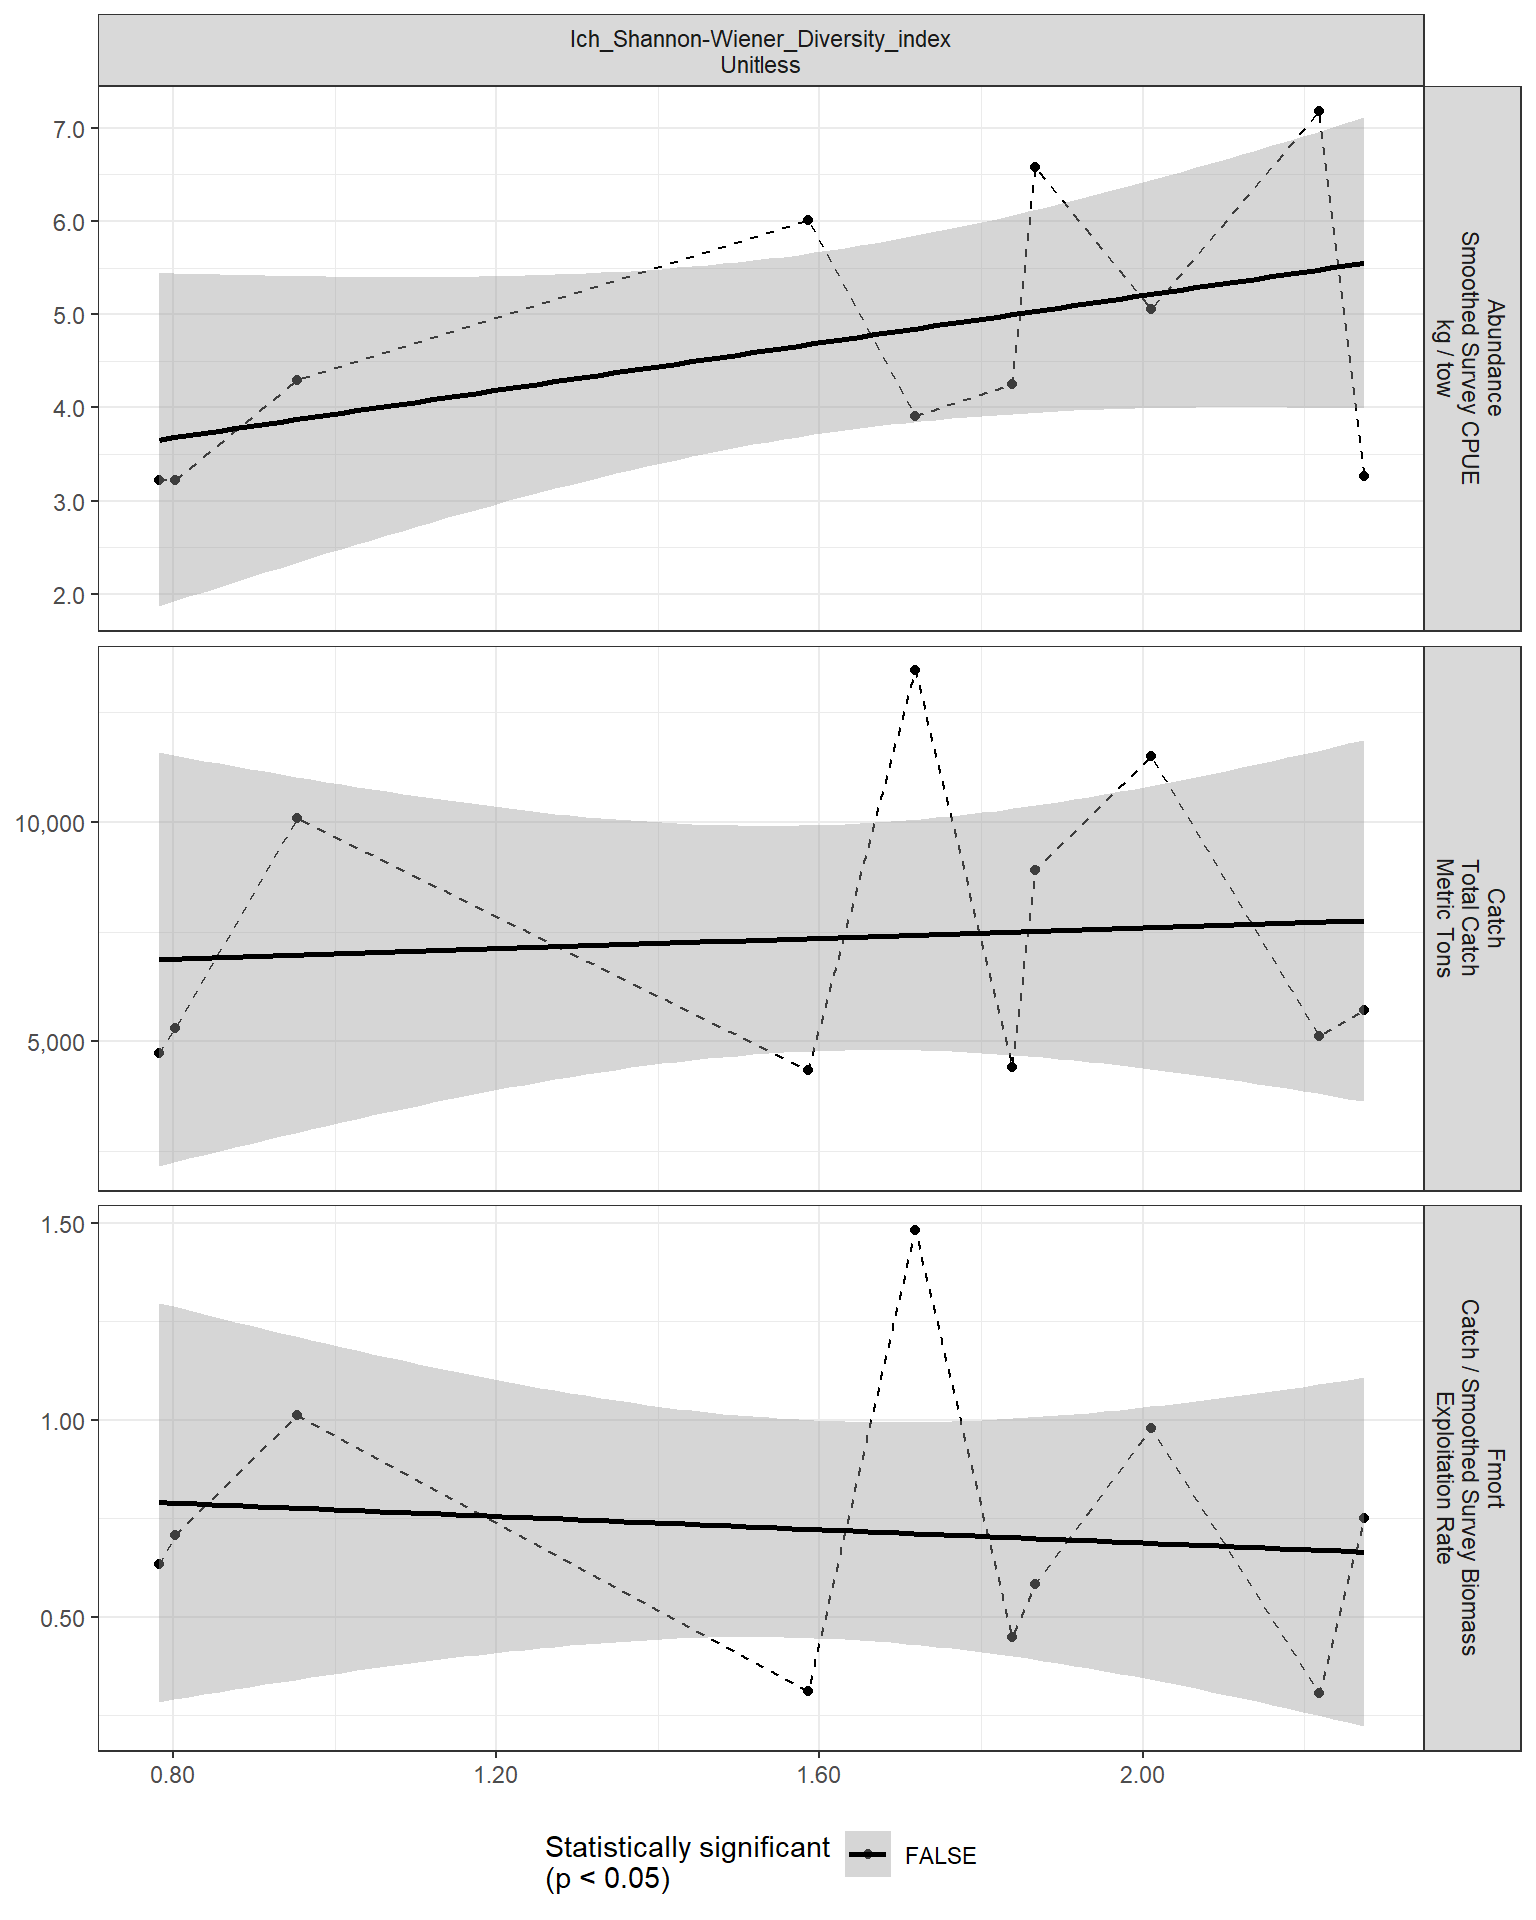 Ich_Shannon-Wiener_Diversity_index
Unitless
7.0
6.0
5.0
4.0
3.0
2.0
Abundance
Smoothed Survey CPUE
kg / tow
10,000
5,000
Catch
Total Catch
Metric Tons
1.50
1.00
0.50
Fmort
Catch / Smoothed Survey Biomass
Exploitation Rate
0.80
1.20
1.60
2.00
Statistically significant
(p < 0.05)
FALSE